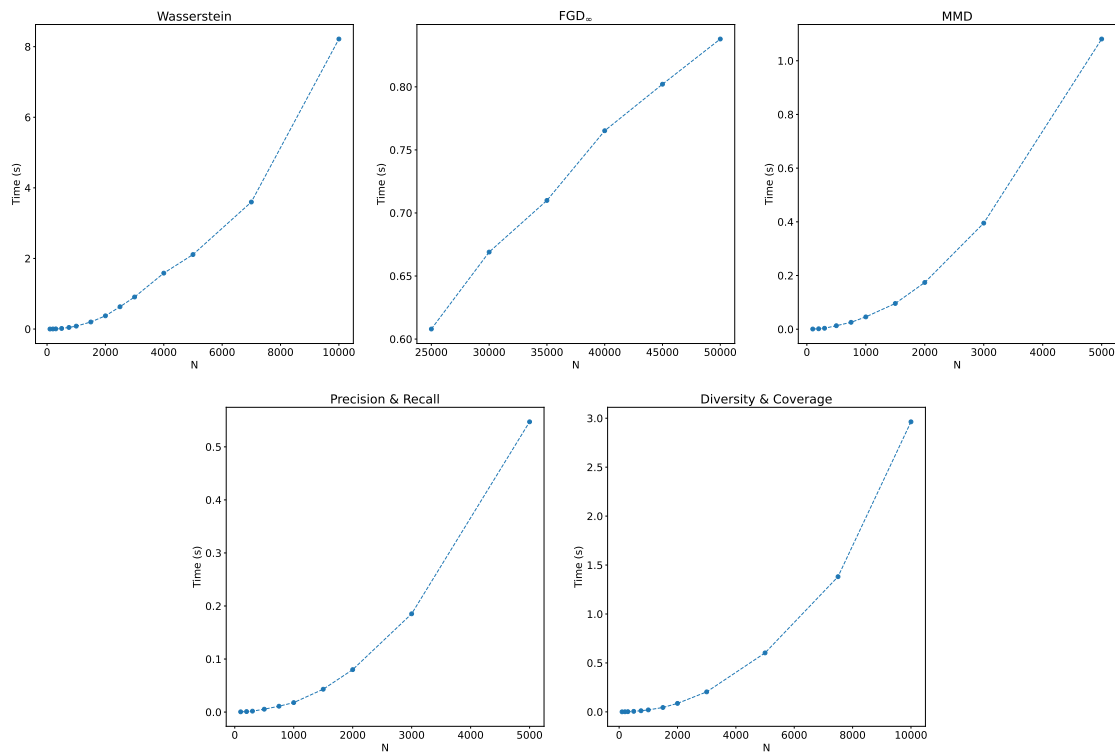 Wasserstein
8
6
4
2
0
Time (s)
0 2000 4000 6000 8000 10000
N
FGD∞
0.80
0.75
0.70
0.65
0.60
Time (s)
25000 30000 35000 40000 45000 50000
N
MMD
1.0
0.8
0.6
0.4
0.2
0.0
Time (s)
0 1000 2000 3000 4000 5000
N
Precision & Recall
0.5
0.4
0.3
0.2
0.1
0.0
Time (s)
0 1000 2000 3000 4000 5000
N
Diversity & Coverage
3.0
2.5
2.0
1.5
1.0
0.5
0.0
Time (s)
0 2000 4000 6000 8000 10000
N